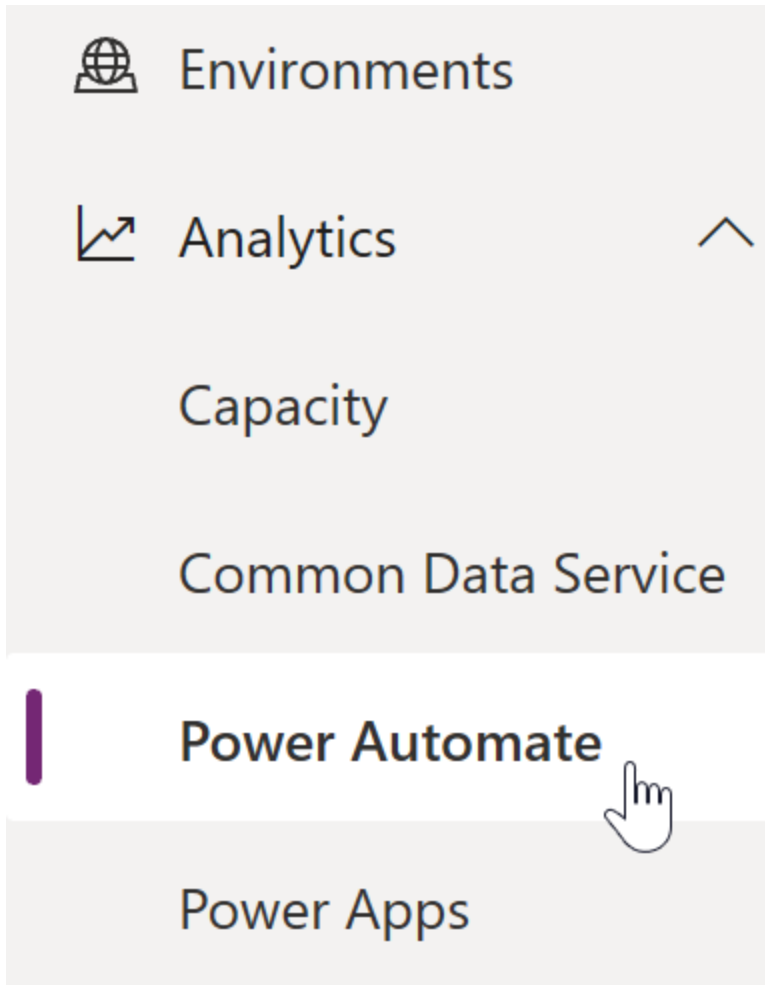 Environments
Analytics
Capacity
Common Data Service
Power Automate
Power Apps